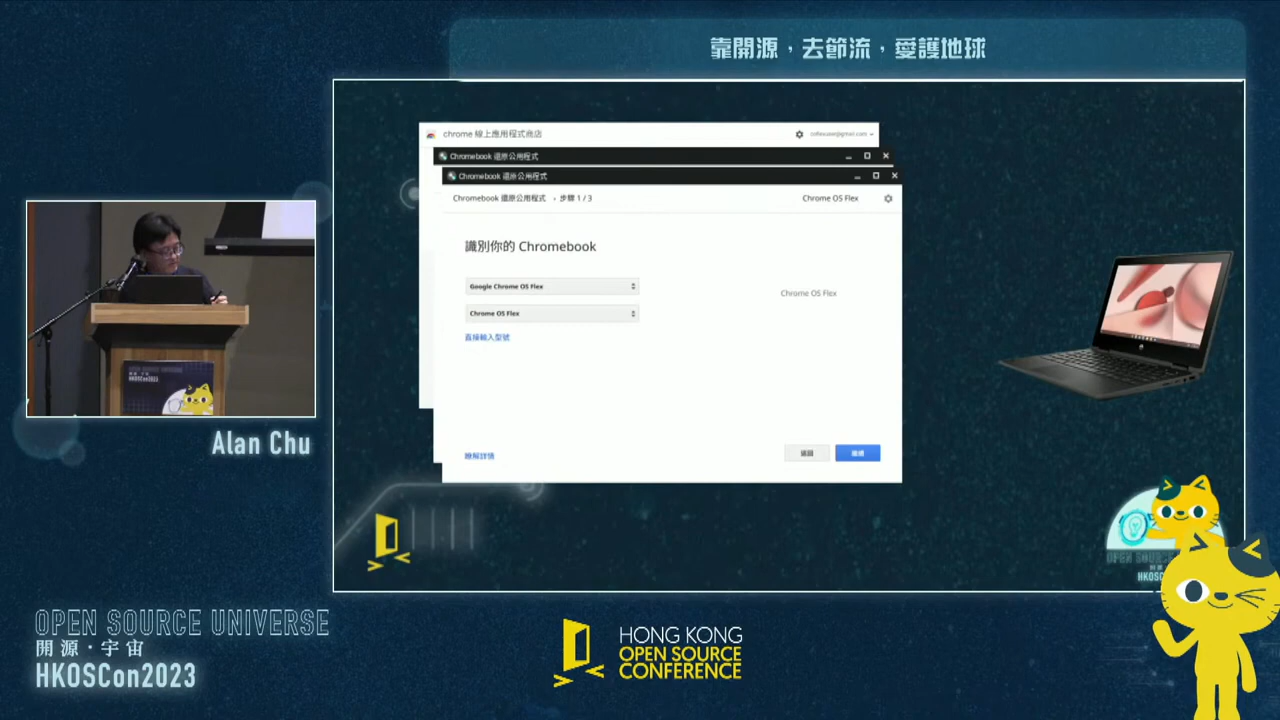 靠開源，去節流，愛護地球
chrome 線上應用程式商店
Chromebook 還原公用程式
Chromebook 還原公用程式
Chromebook 還原公用程式 › 步驟 1 / 3
Chrome OS Flex
識別你的 Chromebook
Google Chrome OS Flex
Chrome OS Flex
Chrome OS Flex
直接輸入型號
瞭解詳情
返回
繼續
HKOSCon2023
Alan Chu
OPEN SOURCE UNIVERSE
開源·宇宙
HKOSCon2023
HONG KONG
OPEN SOURCE
CONFERENCE
OPEN SOURCE